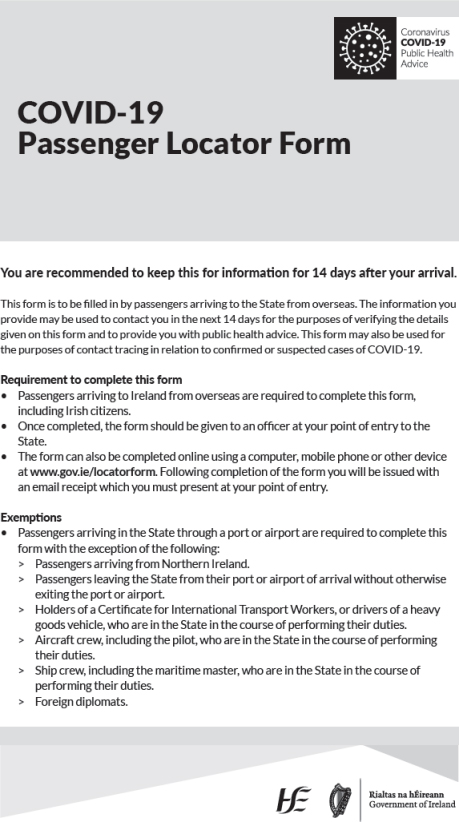 Coronavirus
COVID-19
Public Health
Advice
COVID-19
Passenger Locator Form
You are recommended to keep this for information for 14 days after your arrival.
This form is to be filled in by passengers arriving to the State from overseas. The information you
provide may be used to contact you in the next 14 days for the purposes of verifying the details
given on this form and to provide you with public health advice. This form may also be used for
the purposes of contact tracing in relation to confirmed or suspected cases of COVID-19.
Requirement to complete this form
• Passengers arriving to Ireland from overseas are required to complete this form,
including Irish citizens.
• Once completed, the form should be given to an officer at your point of entry to the
State.
• The form can also be completed online using a computer, mobile phone or other device
at www.gov.ie/locatorform. Following completion of the form you will be issued with
an email receipt which you must present at your point of entry.
Exemptions
• Passengers arriving in the State through a port or airport are required to complete this
form with the exception of the following:
> Passengers arriving from Northern Ireland.
> Passengers leaving the State from their port or airport of arrival without otherwise
exiting the port or airport.
> Holders of a Certificate for International Transport Workers, or drivers of a heavy
goods vehicle, who are in the State in the course of performing their duties.
> Aircraft crew, including the pilot, who are in the State in the course of performing
their duties.
> Ship crew, including the maritime master, who are in the State in the course of
performing their duties.
> Foreign diplomats.
HE
Rialtas na hÉireann
Government of Ireland